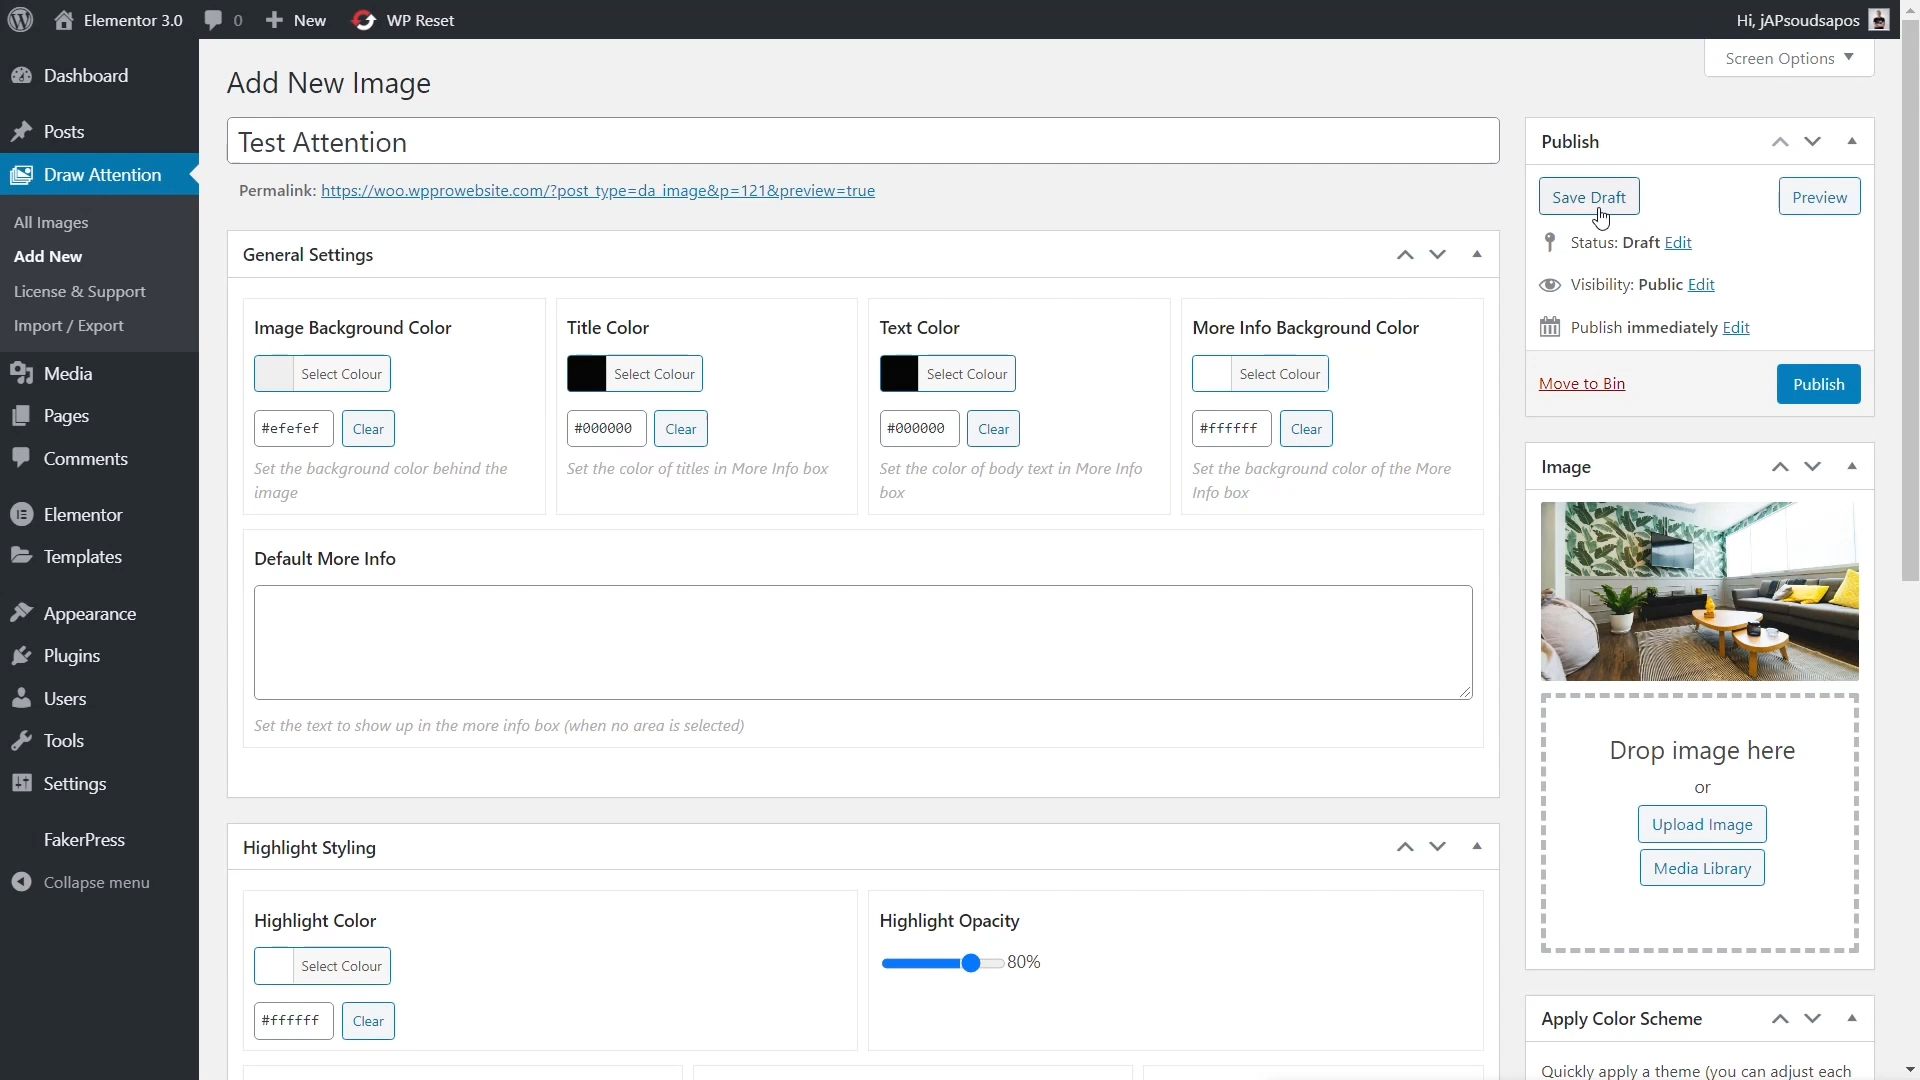 Elementor 3.0
0
New
WP Reset
Hi, jAPsoudsapos
Screen Options
Dashboard
Posts
Draw Attention
All Images
Add New
License & Support
Import / Export
Media
Pages
Comments
Elementor
Templates
Appearance
Plugins
Users
Tools
Settings
FakerPress
Collapse menu
Add New Image
Test Attention
Permalink: https://woo.wpprowebsite.com/?post_type=da_image&p=121&preview=true
General Settings
Image Background Color
Select Colour
#efefef
Clear
Set the background color behind the
image
Title Color
Select Colour
#000000
Clear
Set the color of titles in More Info box
Text Color
Select Colour
#000000
Clear
Set the color of body text in More Info
box
More Info Background Color
Select Colour
#ffffff
Clear
Set the background color of the More
Info box
Default More Info
Set the text to show up in the more info box (when no area is selected)
Highlight Styling
Highlight Color
Select Colour
#ffffff
Clear
Highlight Opacity
80%
Publish
Save Draft
Preview
Status: Draft Edit
Visibility: Public Edit
Publish immediately Edit
Move to Bin
Publish
Image
Drop image here
or
Upload Image
Media Library
Apply Color Scheme
Quickly apply a theme (you can adjust each